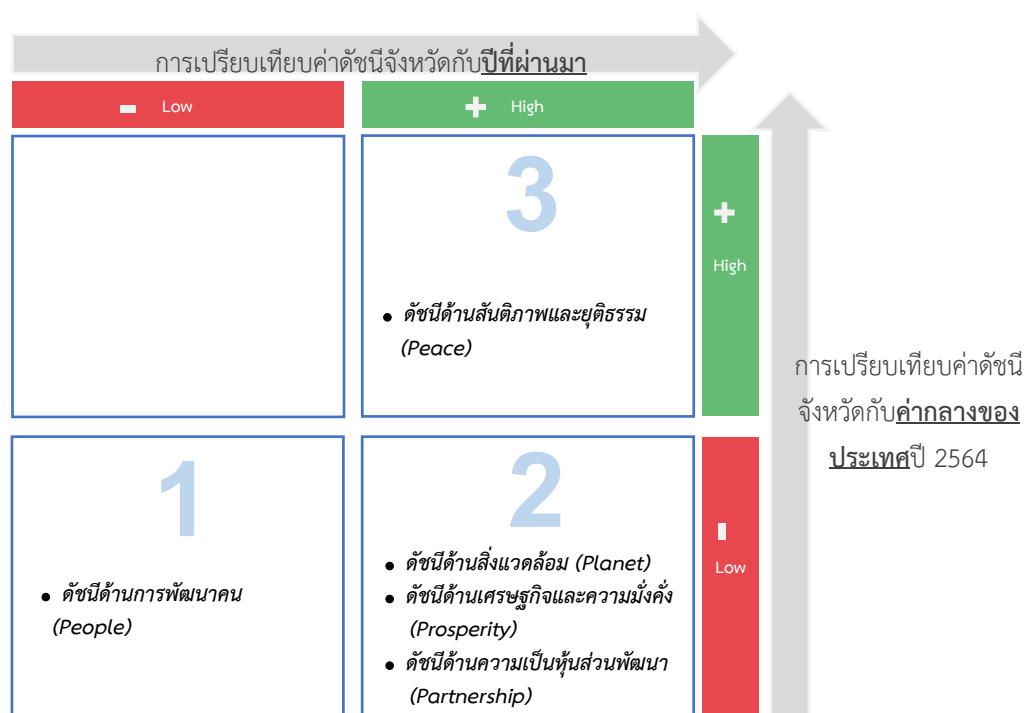 การเปรียบเทียบค่าดัชนีจังหวัดกับปีที่ผ่านมา
Low
High
3
• ดัชนีด้านสันติภาพและยุติธรรม
(Peace)
High
การเปรียบเทียบค่าดัชนี
จังหวัดกับค่ากลางของ
ประเทศปี 2564
1
• ดัชนีด้านการพัฒนาคน
(People)
2
• ดัชนีด้านสิ่งแวดล้อม (Planet)
• ดัชนีด้านเศรษฐกิจและความมั่งคั่ง
(Prosperity)
• ดัชนีด้านความเป็นหุ้นส่วนพัฒนา
(Partnership)
Low